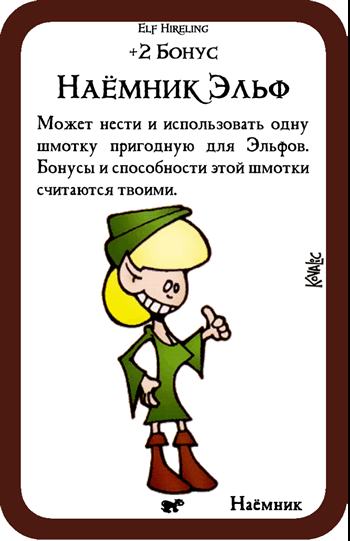 Elf Hireling
+2 Бонус
Наёмник Эльф
Может нести и использовать одну
шмотку пригодную для Эльфов.
Бонусы и способности этой шмотки
считаются твоими.
Kovalic
Наёмник